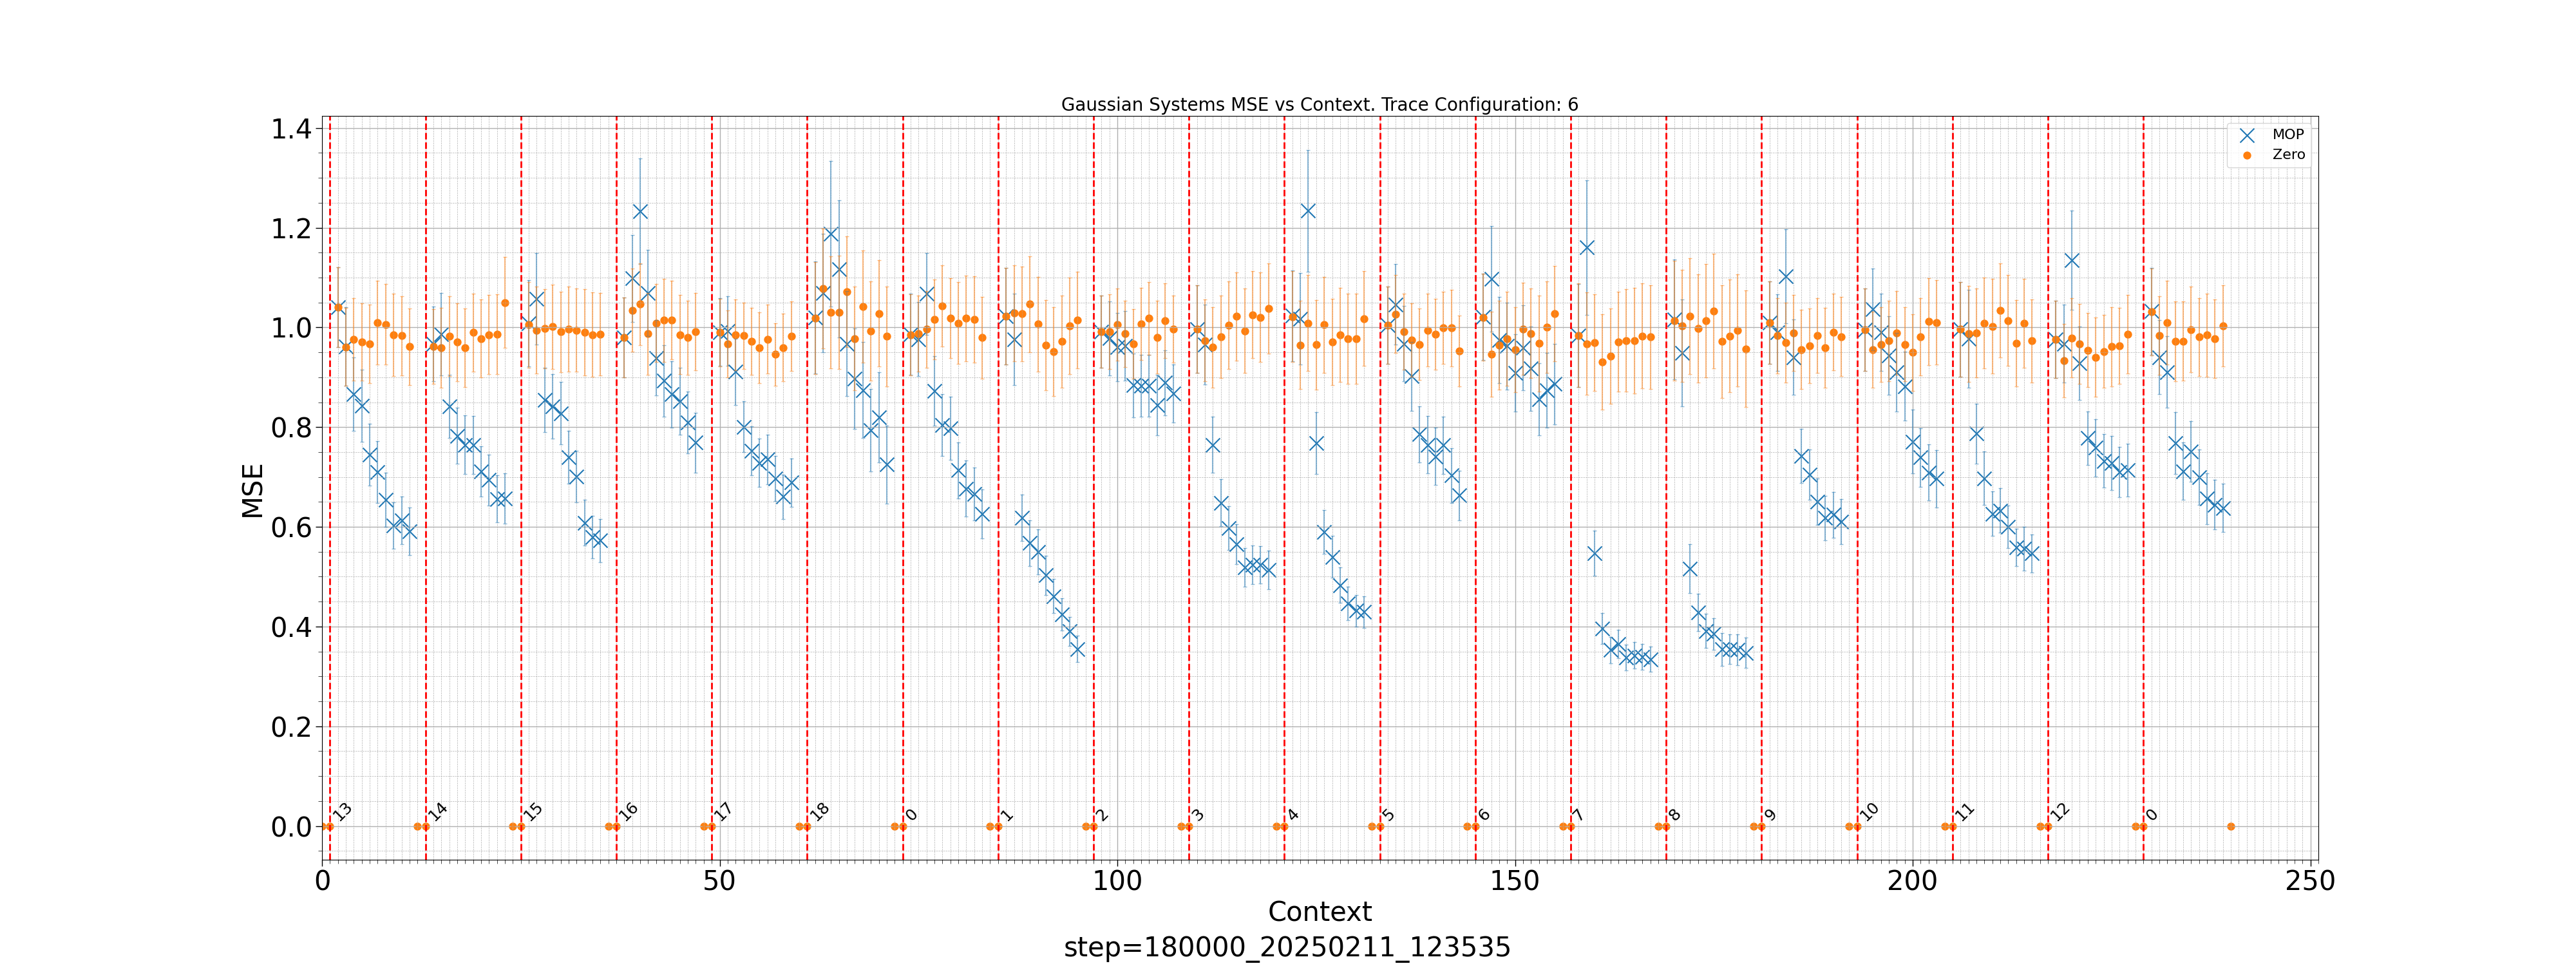 Gaussian Systems MSE vs Context. Trace Configuration: 6
1.4
1.2
1.0
0.8
0.6
0.4
0.2
0.0
MSE
MOP
Zero
13 14 15 16 17 18 0 1 2 3 4 5 6 7 8 9 10 11 12 0
0 50 100 150 200 250
Context
step=180000_20250211_123535